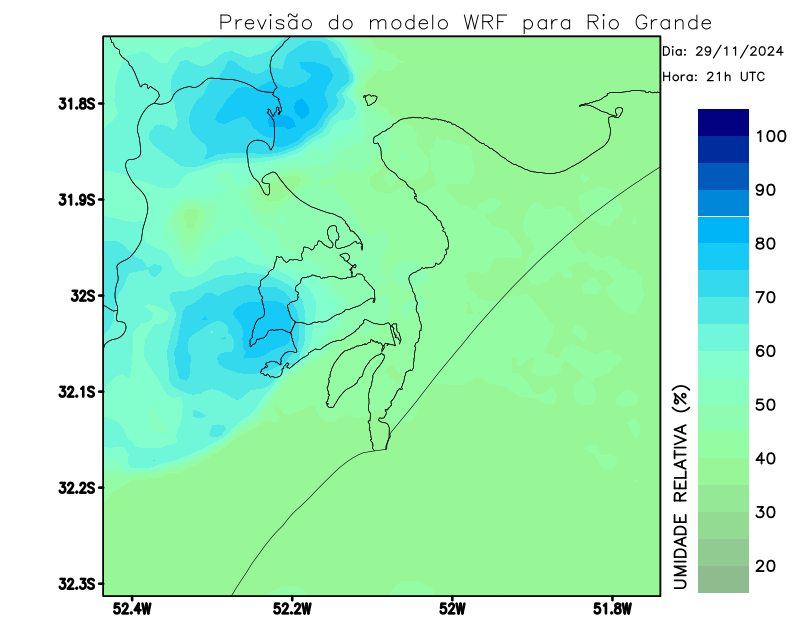 Previsão do modelo WRF para Rio Grande
Dia: 29/11/2024
Hora: 21h UTC
31.8S
31.9S
32S
32.1S
32.2S
32.3S
52.4W
52.2W
52W
51.8W
UMIDADE RELATIVA (%)
100
90
80
70
60
50
40
30
20